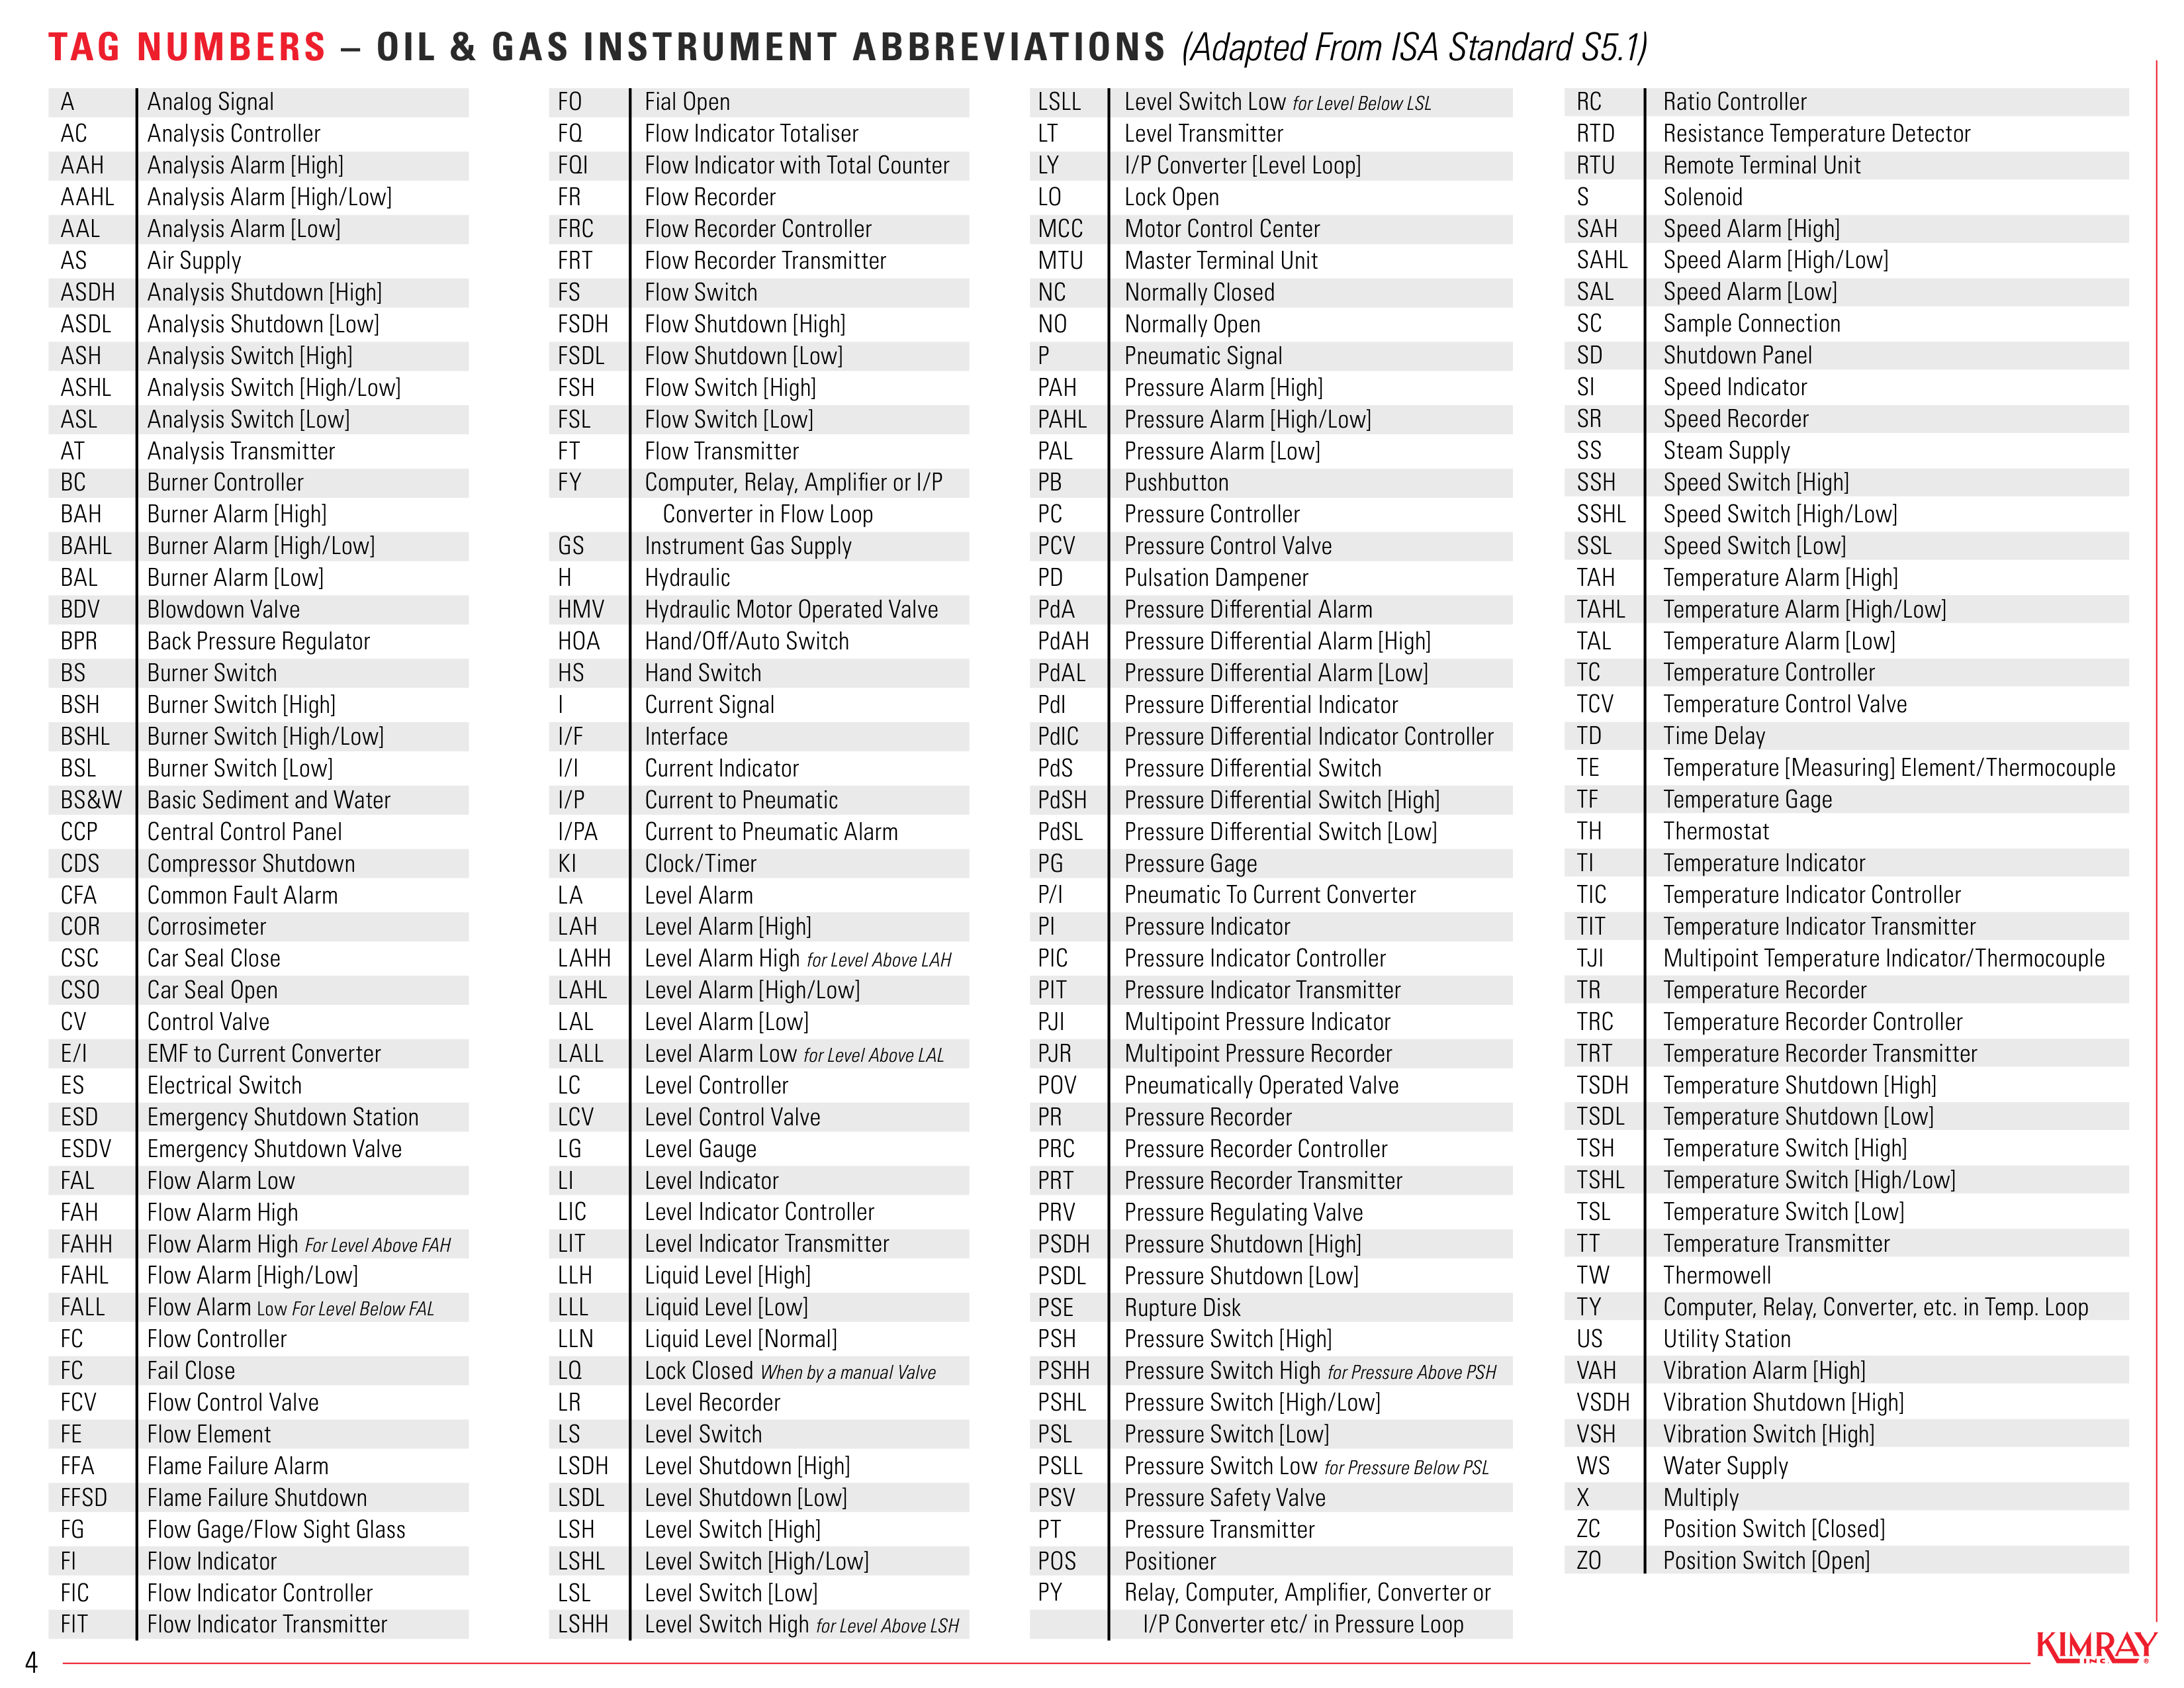 TAG NUMBERS – OIL & GAS INSTRUMENT ABBREVIATIONS (Adapted From ISA Standard S5.1)
A Analog Signal
AC Analysis Controller
AAH Analysis Alarm [High]
AAHL Analysis Alarm [High/Low]
AAL Analysis Alarm [Low]
AS Air Supply
ASDH Analysis Shutdown [High]
ASDL Analysis Shutdown [Low]
ASH Analysis Switch [High]
ASHL Analysis Switch [High/Low]
ASL Analysis Switch [Low]
AT Analysis Transmitter
BC Burner Controller
BAH Burner Alarm [High]
BAHL Burner Alarm [High/Low]
BAL Burner Alarm [Low]
BDV Blowdown Valve
BPR Back Pressure Regulator
BS Burner Switch
BSH Burner Switch [High]
BSHL Burner Switch [High/Low]
BSL Burner Switch [Low]
BS&W Basic Sediment and Water
CCP Central Control Panel
CDS Compressor Shutdown
CFA Common Fault Alarm
COR Corrosimeter
CSC Car Seal Close
CSO Car Seal Open
CV Control Valve
E/I EMF to Current Converter
ES Electrical Switch
ESD Emergency Shutdown Station
ESDV Emergency Shutdown Valve
FAL Flow Alarm Low
FAH Flow Alarm High
FAHH Flow Alarm High For Level Above FAH
FAHL Flow Alarm [High/Low]
FALL Flow Alarm Low For Level Below FAL
FC Flow Controller
FC Fail Close
FCV Flow Control Valve
FE Flow Element
FFA Flame Failure Alarm
FFSD Flame Failure Shutdown
FG Flow Gage/Flow Sight Glass
FI Flow Indicator
FIC Flow Indicator Controller
FIT Flow Indicator Transmitter
FO Fial Open
FQ Flow Indicator Totaliser
FQI Flow Indicator with Total Counter
FR Flow Recorder
FRC Flow Recorder Controller
FRT Flow Recorder Transmitter
FS Flow Switch
FSDH Flow Shutdown [High]
FSDL Flow Shutdown [Low]
FSH Flow Switch [High]
FSL Flow Switch [Low]
FT Flow Transmitter
FY Computer, Relay, Amplifier or I/P
Converter in Flow Loop
GS Instrument Gas Supply
H Hydraulic
HMV Hydraulic Motor Operated Valve
HOA Hand/Off/Auto Switch
HS Hand Switch
I Current Signal
I/F Interface
I/I Current Indicator
I/P Current to Pneumatic
I/PA Current to Pneumatic Alarm
KI Clock/Timer
LA Level Alarm
LAH Level Alarm [High]
LAHH Level Alarm High for Level Above LAH
LAHL Level Alarm [High/Low]
LAL Level Alarm [Low]
LALL Level Alarm Low for Level Above LAL
LC Level Controller
LCV Level Control Valve
LG Level Gauge
LI Level Indicator
LIC Level Indicator Controller
LIT Level Indicator Transmitter
LLH Liquid Level [High]
LLL Liquid Level [Low]
LLN Liquid Level [Normal]
LQ Lock Closed When by a manual Valve
LR Level Recorder
LS Level Switch
LSDH Level Shutdown [High]
LSDL Level Shutdown [Low]
LSH Level Switch [High]
LSHL Level Switch [High/Low]
LSL Level Switch [Low]
LSHH Level Switch High for Level Above LSH
LSLL Level Switch Low for Level Below LSL
LT Level Transmitter
LY I/P Converter [Level Loop]
LO Lock Open
MCC Motor Control Center
MTU Master Terminal Unit
NC Normally Closed
NO Normally Open
P Pneumatic Signal
PAH Pressure Alarm [High]
PAHL Pressure Alarm [High/Low]
PAL Pressure Alarm [Low]
PB Pushbutton
PC Pressure Controller
PCV Pressure Control Valve
PD Pulsation Dampener
PdA Pressure Differential Alarm
PdAH Pressure Differential Alarm [High]
PdAL Pressure Differential Alarm [Low]
PdI Pressure Differential Indicator
PdIC Pressure Differential Indicator Controller
PdS Pressure Differential Switch
PdSH Pressure Differential Switch [High]
PdSL Pressure Differential Switch [Low]
PG Pressure Gage
P/I Pneumatic To Current Converter
PI Pressure Indicator
PIC Pressure Indicator Controller
PIT Pressure Indicator Transmitter
PJI Multipoint Pressure Indicator
PJR Multipoint Pressure Recorder
POV Pneumatically Operated Valve
PR Pressure Recorder
PRC Pressure Recorder Controller
PRT Pressure Recorder Transmitter
PRV Pressure Regulating Valve
PSDH Pressure Shutdown [High]
PSDL Pressure Shutdown [Low]
PSE Rupture Disk
PSH Pressure Switch [High]
PSHH Pressure Switch High for Pressure Above PSH
PSHL Pressure Switch [High/Low]
PSL Pressure Switch [Low]
PSLL Pressure Switch Low for Pressure Below PSL
PSV Pressure Safety Valve
PT Pressure Transmitter
POS Positioner
PY Relay, Computer, Amplifier, Converter or
I/P Converter etc/ in Pressure Loop
RC Ratio Controller
RTD Resistance Temperature Detector
RTU Remote Terminal Unit
S Solenoid
SAH Speed Alarm [High]
SAHL Speed Alarm [High/Low]
SAL Speed Alarm [Low]
SC Sample Connection
SD Shutdown Panel
SI Speed Indicator
SR Speed Recorder
SS Steam Supply
SSH Speed Switch [High]
SSHL Speed Switch [High/Low]
SSL Speed Switch [Low]
TAH Temperature Alarm [High]
TAHL Temperature Alarm [High/Low]
TAL Temperature Alarm [Low]
TC Temperature Controller
TCV Temperature Control Valve
TD Time Delay
TE Temperature [Measuring] Element/Thermocouple
TF Temperature Gage
TH Thermostat
TI Temperature Indicator
TIC Temperature Indicator Controller
TIT Temperature Indicator Transmitter
TJI Multipoint Temperature Indicator/Thermocouple
TR Temperature Recorder
TRC Temperature Recorder Controller
TRT Temperature Recorder Transmitter
TSDH Temperature Shutdown [High]
TSDL Temperature Shutdown [Low]
TSH Temperature Switch [High]
TSHL Temperature Switch [High/Low]
TSL Temperature Switch [Low]
TT Temperature Transmitter
TW Thermowell
TY Computer, Relay, Converter, etc. in Temp. Loop
US Utility Station
VAH Vibration Alarm [High]
VSDH Vibration Shutdown [High]
VSH Vibration Switch [High]
WS Water Supply
X Multiply
ZC Position Switch [Closed]
ZO Position Switch [Open]
4
KIMRAY
INC.®